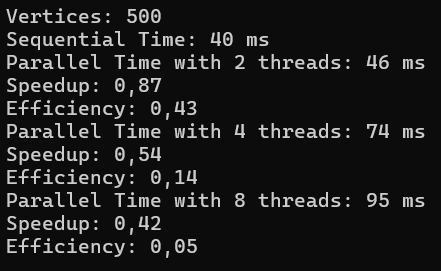 Vertices: 500
Sequential Time: 40 ms
Parallel Time with 2 threads: 46 ms
Speedup: 0,87
Efficiency: 0,43
Parallel Time with 4 threads: 74 ms
Speedup: 0,54
Efficiency: 0,14
Parallel Time with 8 threads: 95 ms
Speedup: 0,42
Efficiency: 0,05